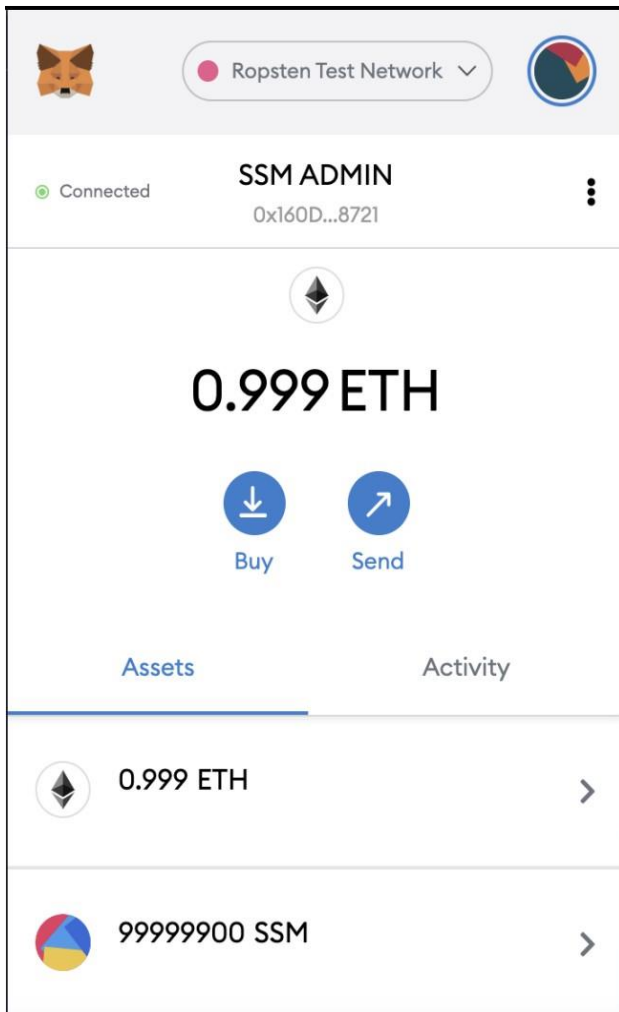 Ropsten Test Network
Connected
SSM ADMIN
0x160D...8721
0.999 ETH
Buy
Send
Assets
Activity
0.999 ETH
99999900 SSM